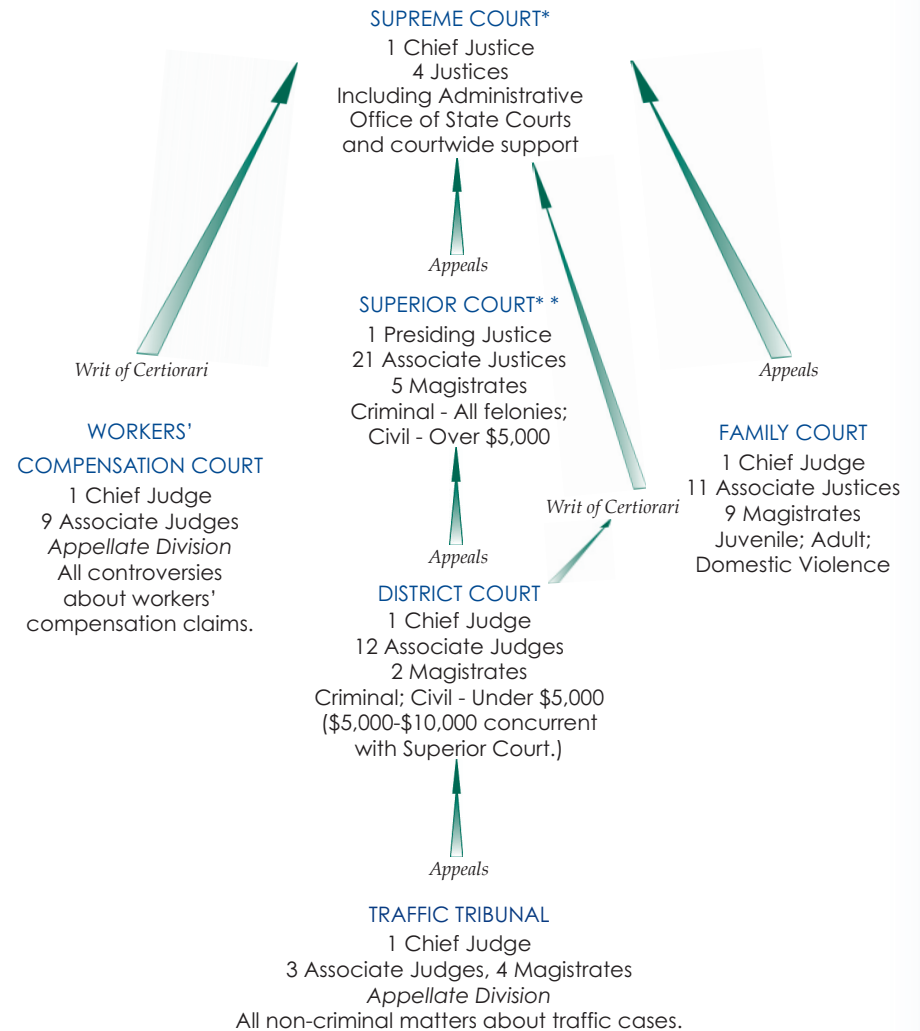 SUPREME COURT*
1 Chief Justice
4 Justices
Including Administrative
Office of State Courts
and courtwide support
Appeals
SUPERIOR COURT* *
1 Presiding Justice
21 Associate Justices
5 Magistrates
Criminal - All felonies;
Civil - Over $5,000
Writ of Certiorari
WORKERS'
COMPENSATION COURT
1 Chief Judge
9 Associate Judges
Appellate Division
All controversies
about workers'
compensation claims.
Appeals
FAMILY COURT
1 Chief Judge
11 Associate Justices
9 Magistrates
Juvenile; Adult;
Domestic Violence
Writ of Certiorari
Appeals
DISTRICT COURT
1 Chief Judge
12 Associate Judges
2 Magistrates
Criminal; Civil - Under $5,000
($5,000-$10,000 concurrent
with Superior Court.)
Appeals
TRAFFIC TRIBUNAL
1 Chief Judge
3 Associate Judges, 4 Magistrates
Appellate Division
All non-criminal matters about traffic cases.